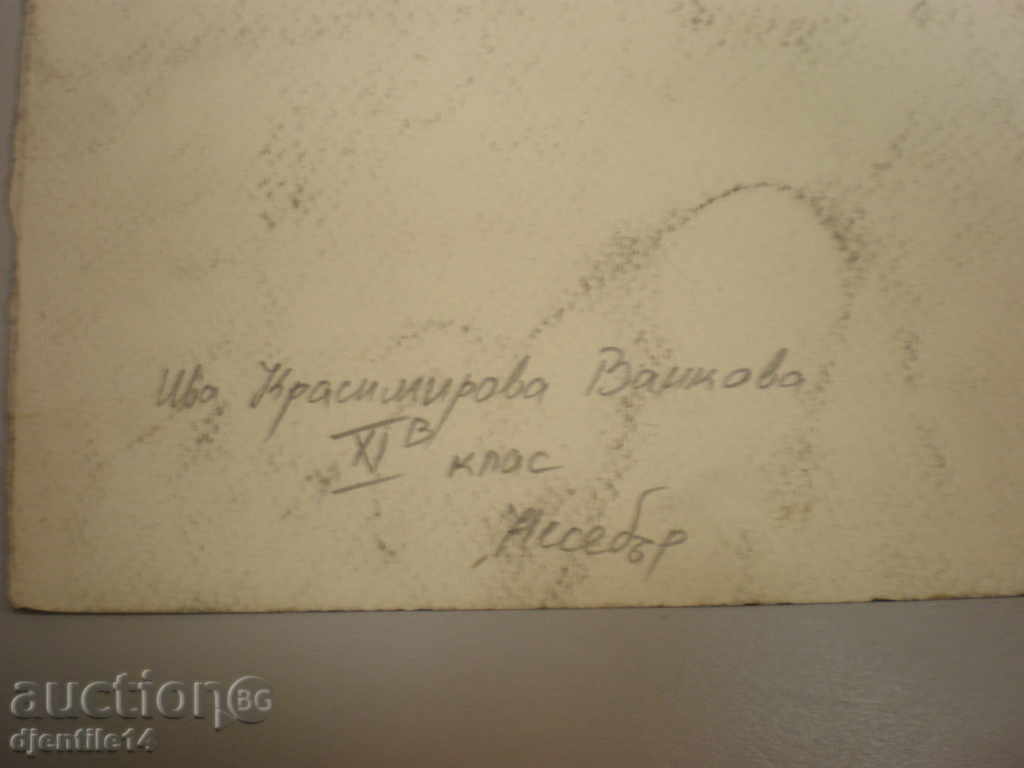 Ива Красимирова Ванкова
XI В
клас
Несебър
auctionBG
djentile14